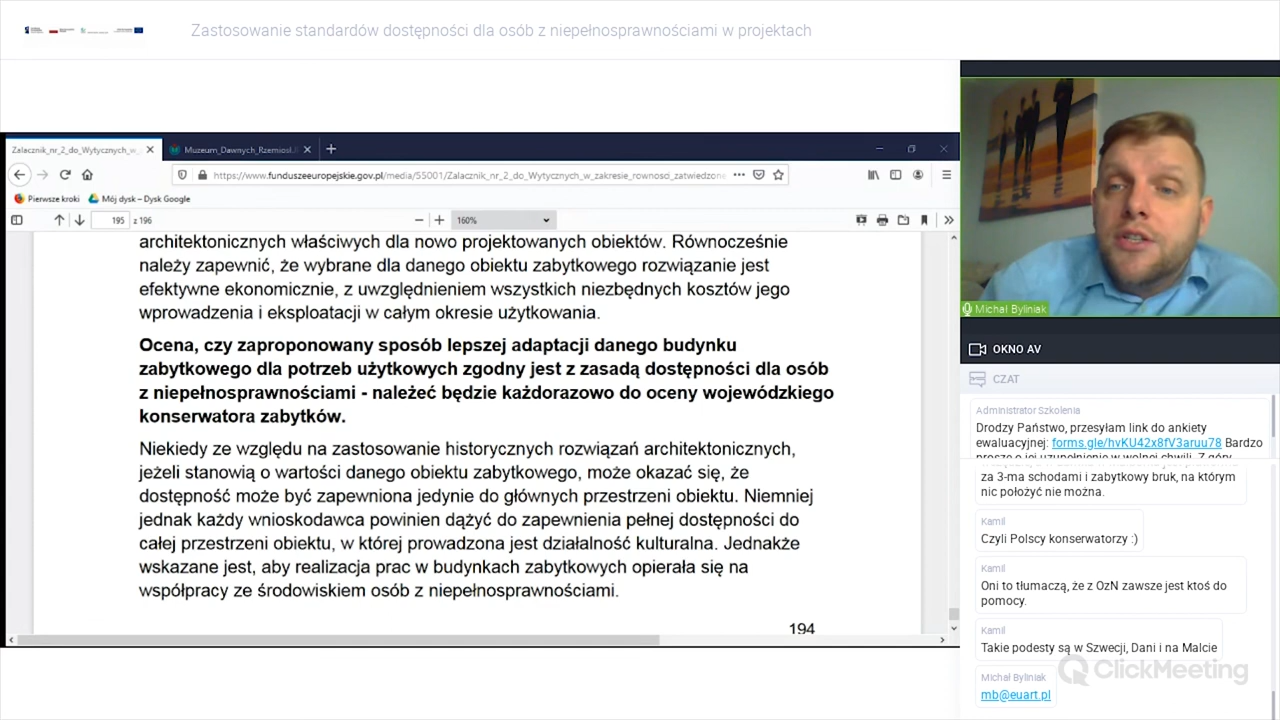 Zastosowanie standardów dostępności dla osób z niepełnosprawnościami w projektach
Zalacznik_nr_2_do_Wytycznych_w_
Muzeum_Dawnych_Rzemiosl
https://www.funduszeeuropejskie.gov.pl/media/55001/Zalacznik_nr_2_do_Wytycznych_w_zakresie_rownosci_zatwiedzone
Pierwsze kroki
Mój dysk – Dysk Google
195 z 196
160%
architektonicznych właściwych dla nowo projektowanych obiektów. Równocześnie
należy zapewnić, że wybrane dla danego obiektu zabytkowego rozwiązanie jest
efektywne ekonomicznie, z uwzględnieniem wszystkich niezbędnych kosztów jego
wprowadzenia i eksploatacji w całym okresie użytkowania.
Ocena, czy zaproponowany sposób lepszej adaptacji danego budynku
zabytkowego dla potrzeb użytkowych zgodny jest z zasadą dostępności dla osób
z niepełnosprawnościami - należeć będzie każdorazowo do oceny wojewódzkiego
konserwatora zabytków.
Niekiedy ze względu na zastosowanie historycznych rozwiązań architektonicznych,
jeżeli stanowią o wartości danego obiektu zabytkowego, może okazać się, że
dostępność może być zapewniona jedynie do głównych przestrzeni obiektu. Niemniej
jednak każdy wnioskodawca powinien dążyć do zapewnienia pełnej dostępności do
całej przestrzeni obiektu, w której prowadzona jest działalność kulturalna. Jednakże
wskazane jest, aby realizacja prac w budynkach zabytkowych opierała się na
współpracy ze środowiskiem osób z niepełnosprawnościami.
194
Michał Byliniak
OKNO AV
CZAT
Administrator Szkolenia
Drodzy Państwo, przesyłam link do ankiety
ewaluacyjnej: forms.gle/hvKU42x8fV3aruu78 Bardzo
za 3-ma schodami i zabytkowy bruk, na którym
nic położyć nie można.
Kamil
Czyli Polscy konserwatorzy :)
Kamil
Oni to tłumaczą, że z OzN zawsze jest ktoś do
pomocy.
Kamil
Takie podesty są w Szwecji, Dani i na Malcie
Michał Byliniak
mb@euart.pl
ClickMeeting